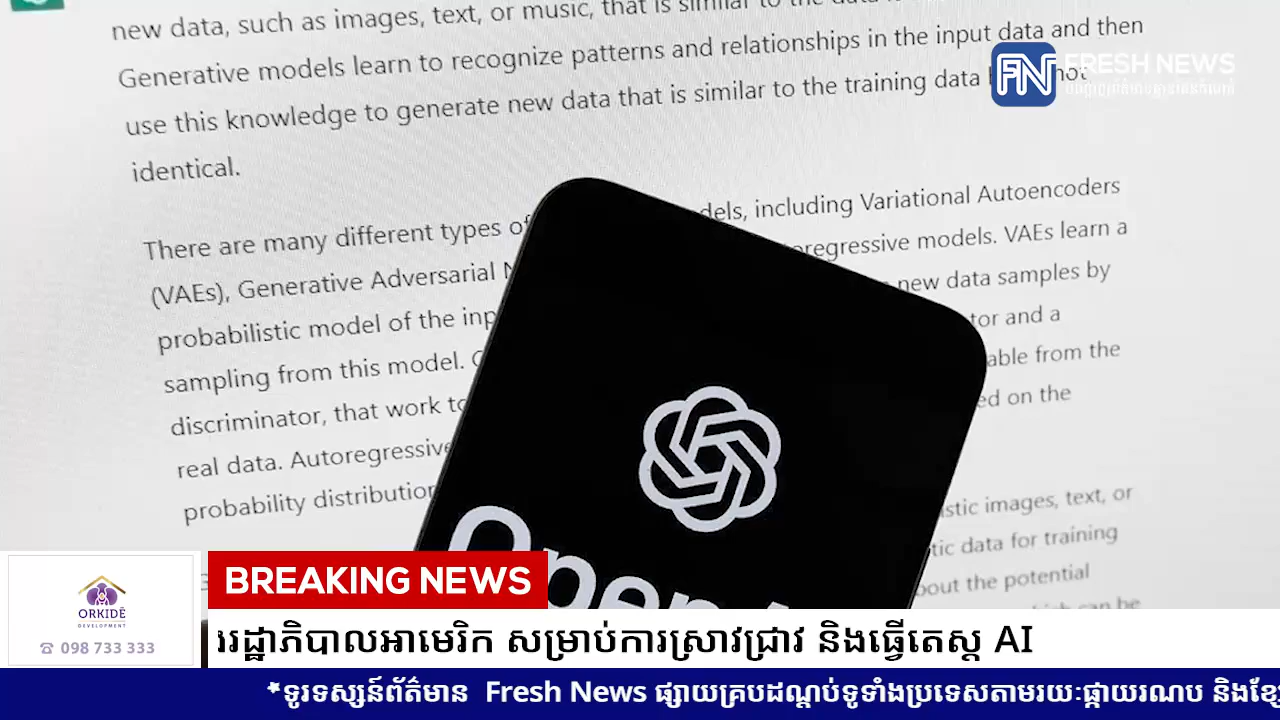 new data, such as images, text, or music, that is similar to the data
Generative models learn to recognize patterns and relationships in the input data and then
use this knowledge to generate new data that is similar to the training data not
identical.
There are many different types of dels, including Variational Autoencoders
(VAEs), Generative Adversarial N oregressive models. VAEs learn a
probabilistic model of the inp new data samples by
sampling from this model. tor and a
discriminator, that work to able from the
real data. Autoregressive ed on the
probability distribution
stic images, text, or
tic data for training
out the potential
can be
Open
FN FRESH NEWS
BREAKING NEWS
ORKIDĒ
DEVELOPMENT
☏ 098 733 333
រដ្ឋាភិបាលអាមេរិក សម្រាប់ការស្រាវជ្រាវ និងធ្វើតេស្ត AI
*ទូរទស្សន៍ព័ត៌មាន Fresh News ផ្សាយគ្របដណ្តប់ទូទាំងប្រទេសតាមរយៈផ្កាយរណប និងខ្សែ